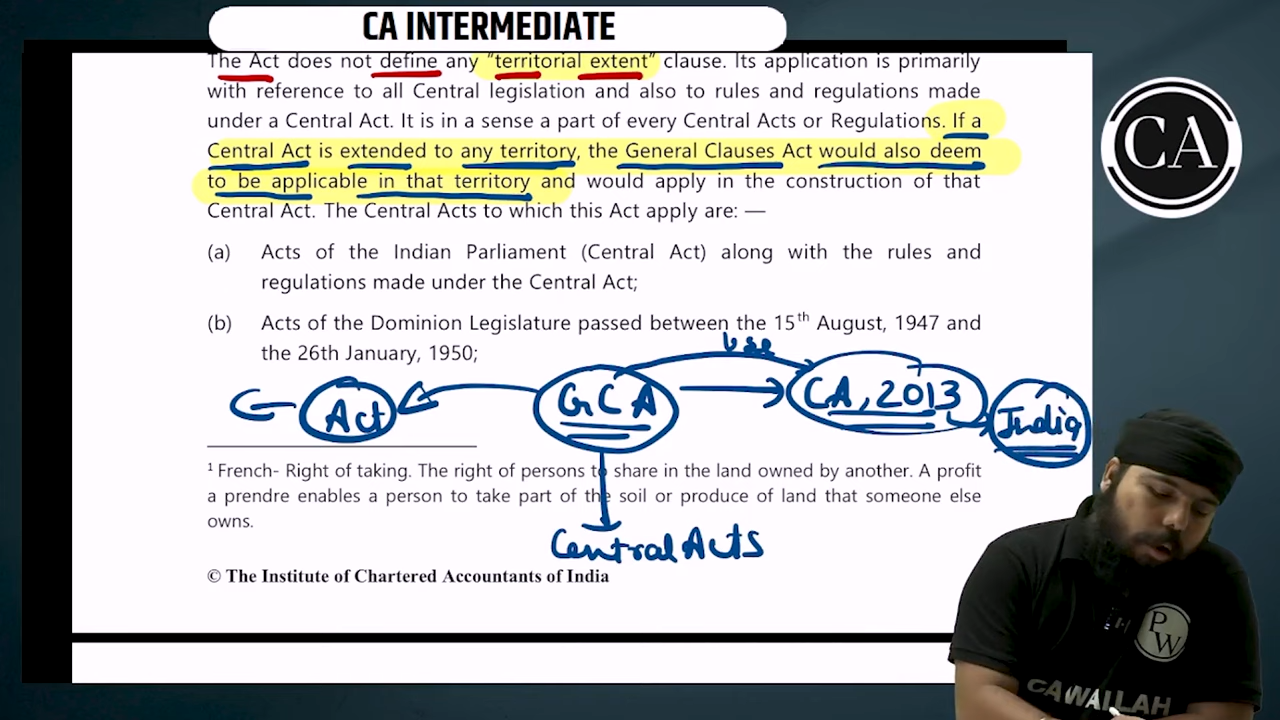 CA INTERMEDIATE
The Act does not define any “territorial extent” clause. Its application is primarily
with reference to all Central legislation and also to rules and regulations made
under a Central Act. It is in a sense a part of every Central Acts or Regulations. If a
Central Act is extended to any territory, the General Clauses Act would also deem
to be applicable in that territory and would apply in the construction of that
Central Act. The Central Acts to which this Act apply are: —
CA
(a) Acts of the Indian Parliament (Central Act) along with the rules and
regulations made under the Central Act;
(b) Acts of the Dominion Legislature passed between the 15th August, 1947 and
the 26th January, 1950;
use
Act GCA CA, 2013 India
1 French- Right of taking. The right of persons to share in the land owned by another. A profit
a prendre enables a person to take part of the soil or produce of land that someone else
owns.
Central Acts
© The Institute of Chartered Accountants of India
PW
CAWALLAH